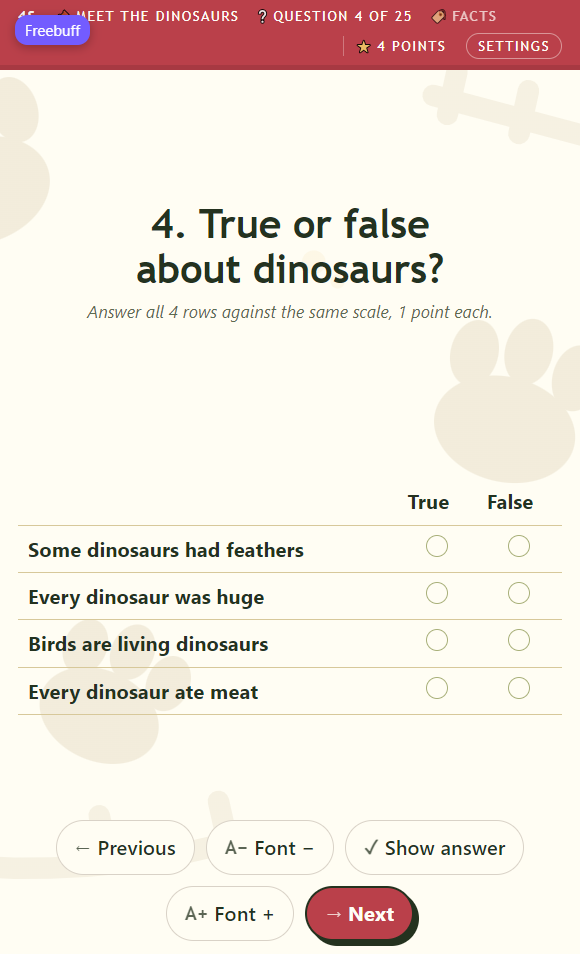 MEET THE DINOSAURS ? QUESTION 4 OF 25 FACTS
Freebuff
4 POINTS SETTINGS
4. True or false
about dinosaurs?
Answer all 4 rows against the same scale, 1 point each.
True False
Some dinosaurs had feathers
Every dinosaur was huge
Birds are living dinosaurs
Every dinosaur ate meat
← Previous A− Font − ✓ Show answer
A+ Font + → Next